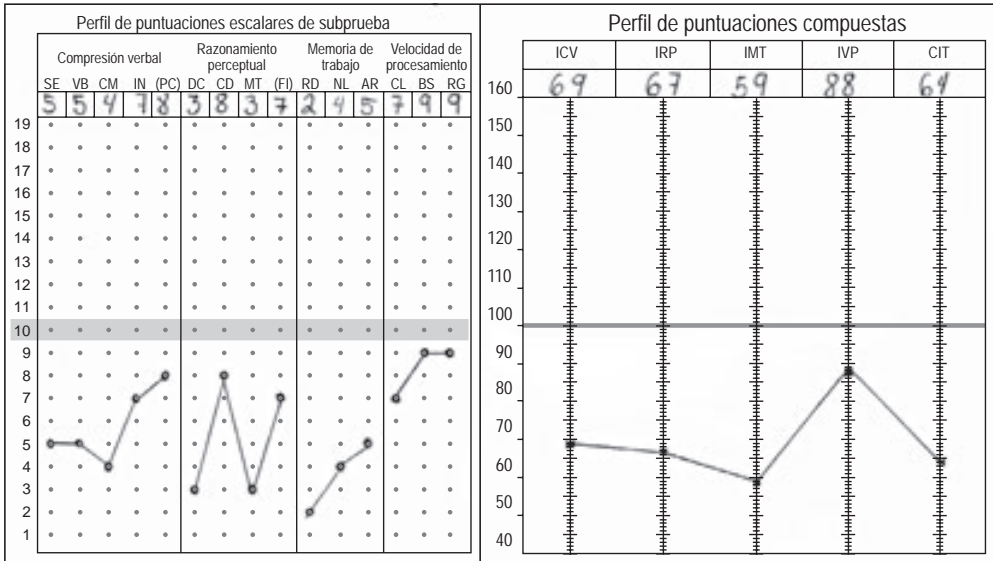 Perfil de puntuaciones escalares de subprueba
Compresión verbal
Razonamiento
perceptual
Memoria de
trabajo
Velocidad de
procesamiento
SE VB CM IN (PC) DC CD MT (FI) RD NL AR CL BS RG
5 5 4 7 8 3 8 3 7 2 4 5 7 9 9
19
18
17
16
15
14
13
12
11
10
9
8
7
6
5
4
3
2
1
Perfil de puntuaciones compuestas
ICV IRP IMT IVP CIT
69 67 59 88 64
160
150
140
130
120
110
100
90
80
70
60
50
40